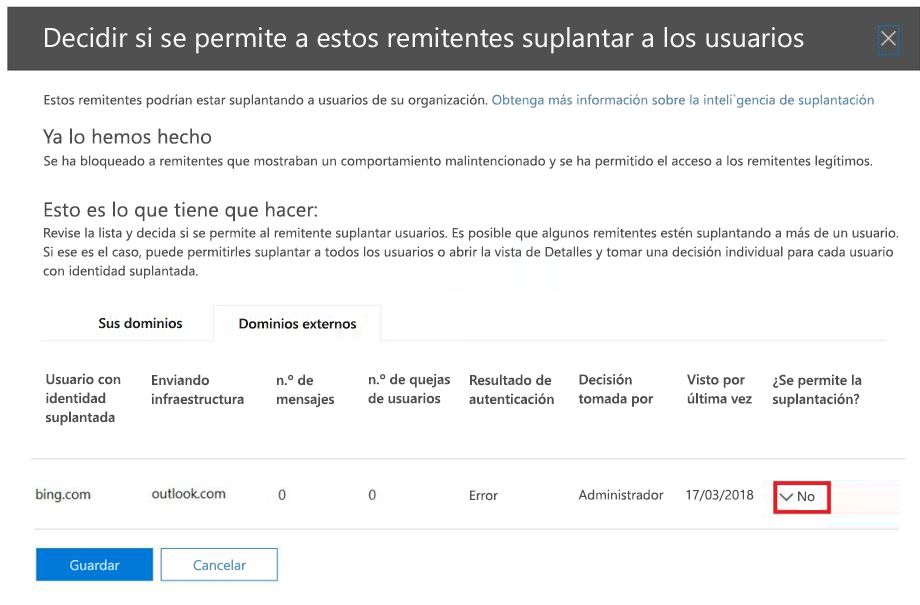 Decidir si se permite a estos remitentes suplantar a los usuarios
Estos remitentes podrían estar suplantando a usuarios de su organización. Obtenga más información sobre la inteli`gencia de suplantación
Ya lo hemos hecho
Se ha bloqueado a remitentes que mostraban un comportamiento malintencionado y se ha permitido el acceso a los remitentes legítimos.
Esto es lo que tiene que hacer:
Revise la lista y decida si se permite al remitente suplantar usuarios. Es posible que algunos remitentes estén suplantando a más de un usuario.
Si ese es el caso, puede permitirles suplantar a todos los usuarios o abrir la vista de Detalles y tomar una decisión individual para cada usuario
con identidad suplantada.
Sus dominios Dominios externos
Usuario con identidad suplantada Enviando infraestructura n.º de mensajes n.º de quejas de usuarios Resultado de autenticación Decisión tomada por Visto por última vez ¿Se permite la suplantación?
bing.com outlook.com 0 0 Error Administrador 17/03/2018 No
Guardar Cancelar